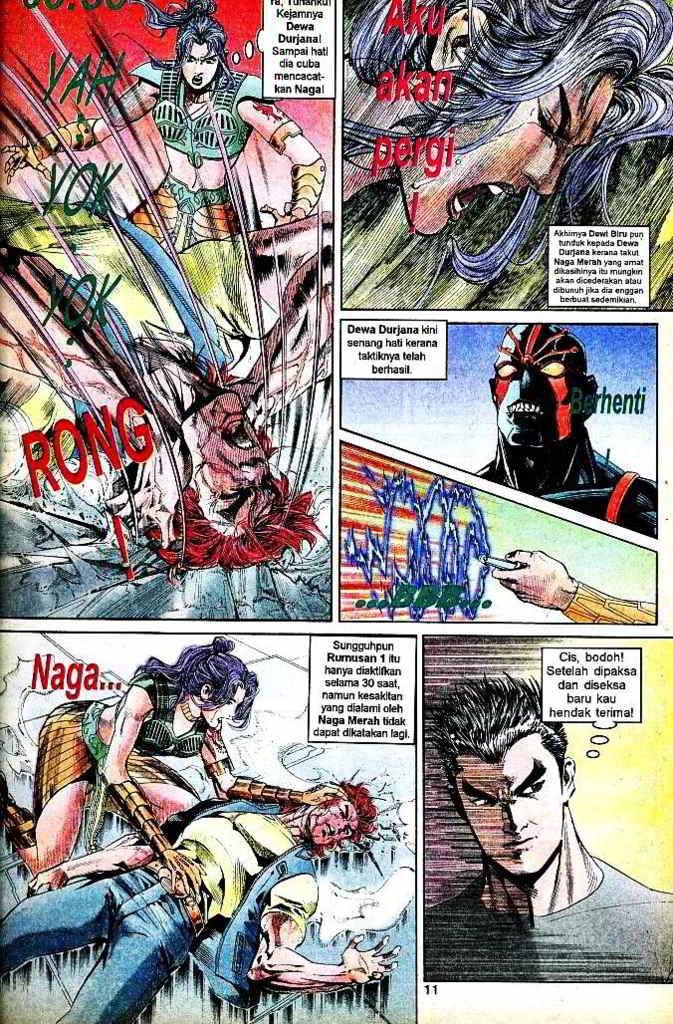 Kejamnya
Dewa
Durjana!
Sampai hati
dia cuba
mencacat-
kan Naga!
YAH
YOK
YOK
RONG
!
Aku
akan
pergi
!
Akhirnya Dewi Biru pun
tunduk kepada Dewa
Durjana kerana takut
Naga Merah yang amat
dikasihinya itu mungkin
akan dicederakan atau
dibunuh jika dia enggan
berbuat sedemikian.
Dewa Durjana kini
senang hati kerana
taktiknya telah
berhasil.
Berhenti
!
Naga...
Sungguhpun
Rumusan 1 itu
hanya diaktifkan
selama 30 saat,
namun kesakitan
yang dialami oleh
Naga Merah tidak
dapat dikatakan lagi.
Cis, bodoh!
Setelah dipaksa
dan diseksa
baru kau
hendak terima!
11